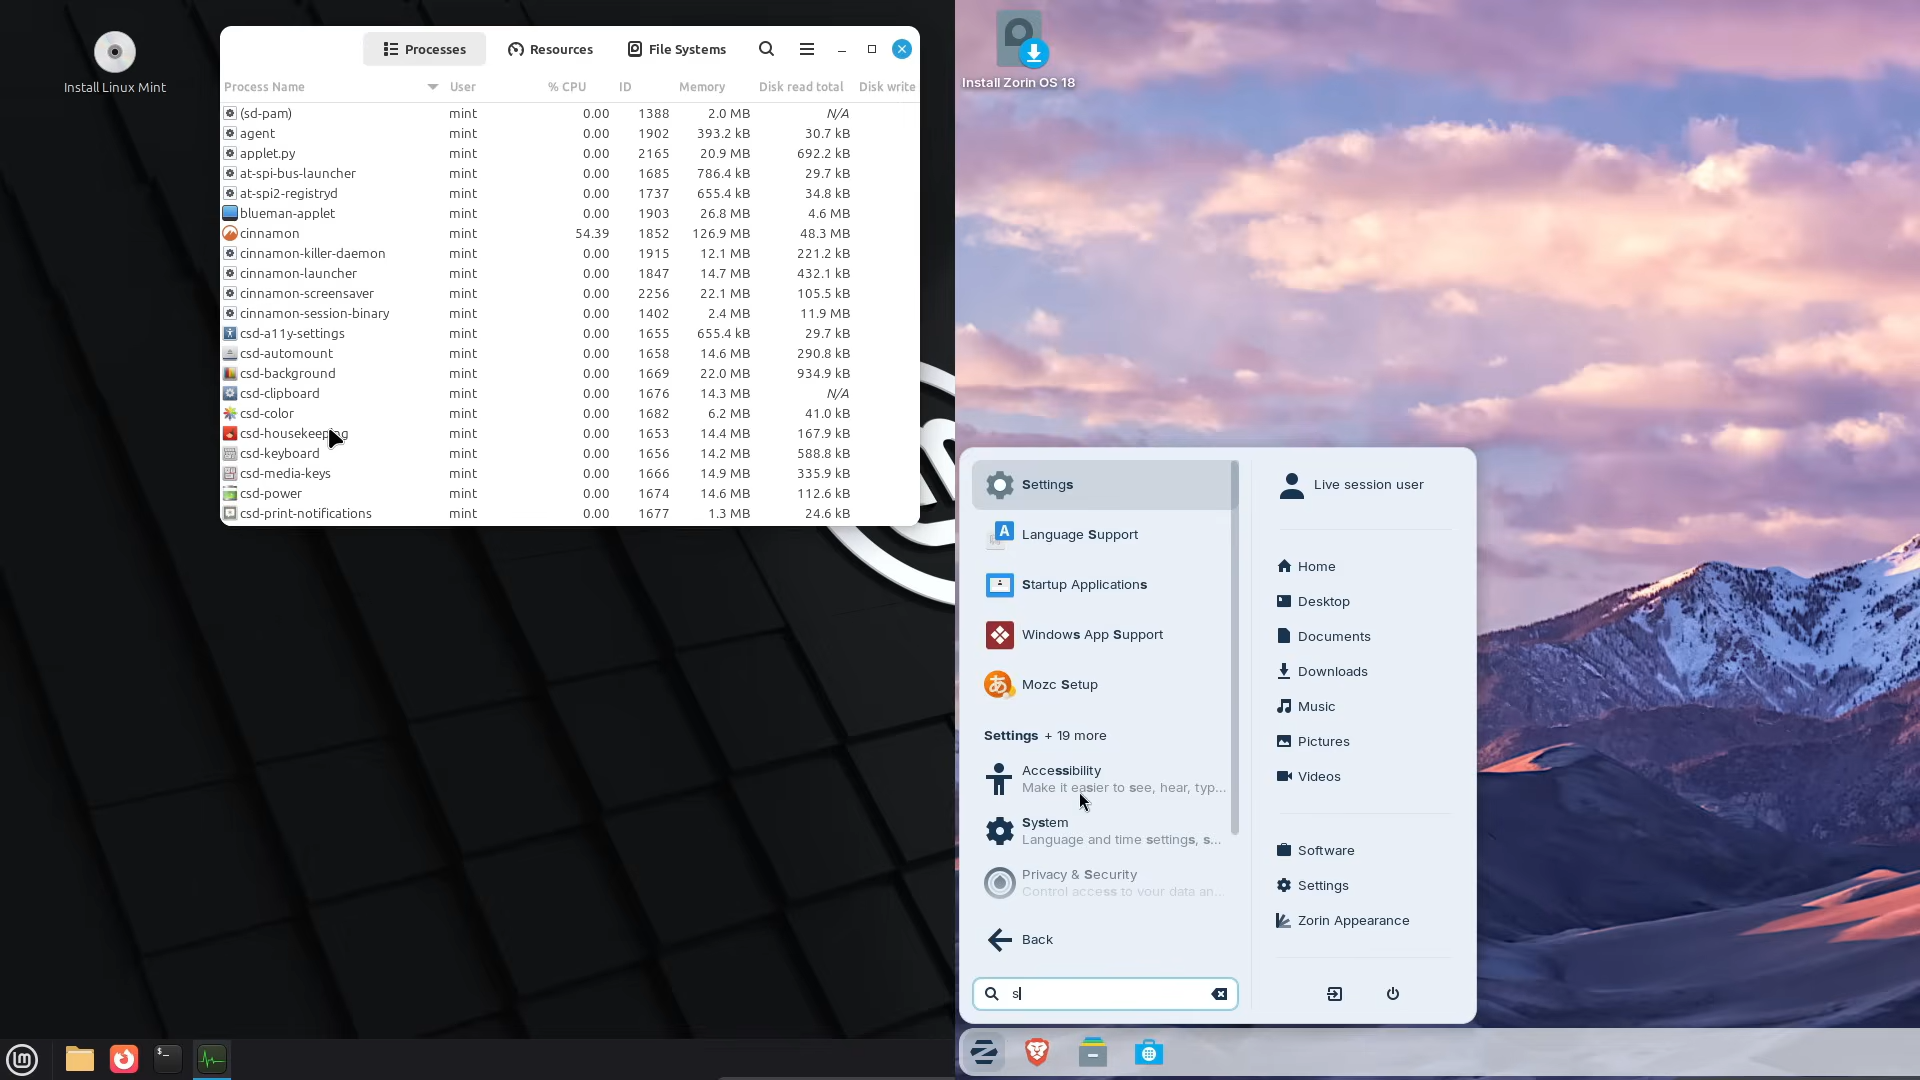 Install Linux Mint
Processes Resources File Systems
Process Name User % CPU ID Memory Disk read total Disk write
(sd-pam) mint 0.00 1388 2.0 MB N/A
agent mint 0.00 1902 393.2 kB 30.7 kB
applet.py mint 0.00 2165 20.9 MB 692.2 kB
at-spi-bus-launcher mint 0.00 1685 786.4 kB 29.7 kB
at-spi2-registryd mint 0.00 1737 655.4 kB 34.8 kB
blueman-applet mint 0.00 1903 26.8 MB 4.6 MB
cinnamon mint 54.39 1852 126.9 MB 48.3 MB
cinnamon-killer-daemon mint 0.00 1915 12.1 MB 221.2 kB
cinnamon-launcher mint 0.00 1847 14.7 MB 432.1 kB
cinnamon-screensaver mint 0.00 2256 22.1 MB 105.5 kB
cinnamon-session-binary mint 0.00 1402 2.4 MB 11.9 MB
csd-a11y-settings mint 0.00 1655 655.4 kB 29.7 kB
csd-automount mint 0.00 1658 14.6 MB 290.8 kB
csd-background mint 0.00 1669 22.0 MB 934.9 kB
csd-clipboard mint 0.00 1676 14.3 MB N/A
csd-color mint 0.00 1682 6.2 MB 41.0 kB
csd-housekeeping mint 0.00 1653 14.4 MB 167.9 kB
csd-keyboard mint 0.00 1656 14.2 MB 588.8 kB
csd-media-keys mint 0.00 1666 14.9 MB 335.9 kB
csd-power mint 0.00 1674 14.6 MB 112.6 kB
csd-print-notifications mint 0.00 1677 1.3 MB 24.6 kB
Install Zorin OS 18
Settings
Language Support
Startup Applications
Windows App Support
Mozc Setup
Settings + 19 more
Accessibility
Make it easier to see, hear, typ...
System
Language and time settings, s...
Privacy & Security
Control access to your data an...
Back
s
Live session user
Home
Desktop
Documents
Downloads
Music
Pictures
Videos
Software
Settings
Zorin Appearance